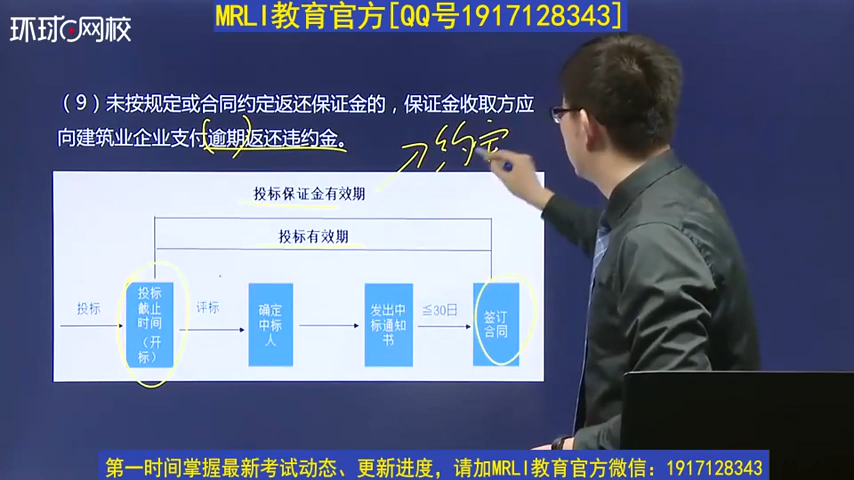 MRLI教育官方[QQ号1917128343]
环球网校
（9）未按规定或合同约定返还保证金的，保证金收取方应
向建筑业企业支付逾期返还违约金。
约定
投标保证金有效期
投标有效期
投标
投标
截止
时间
（开
标）
评标
确定
中标
人
发出中
标通知
书
≦30日
签订
合同
第一时间掌握最新考试动态、更新进度，请加MRLI教育官方微信：1917128343